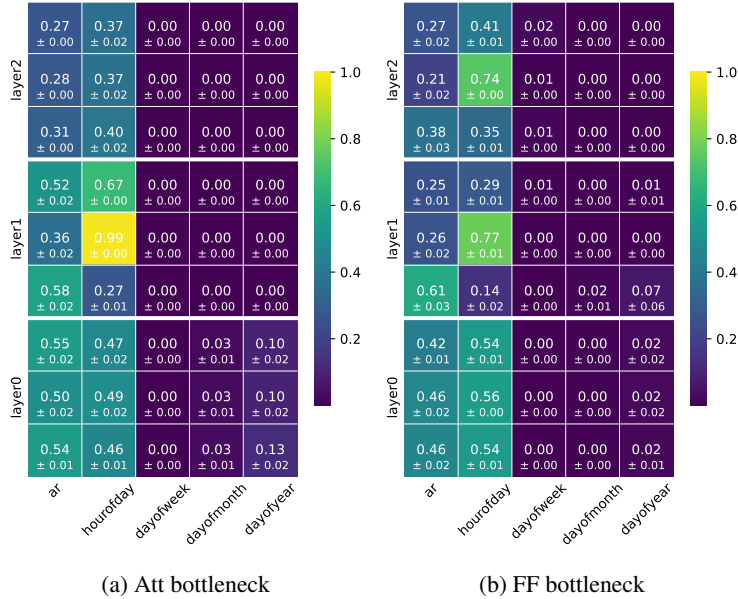 0.27 0.37 0.00 0.00 0.00
± 0.00 ± 0.02 ± 0.00 ± 0.00 ± 0.00
0.28 0.37 0.00 0.00 0.00
± 0.00 ± 0.02 ± 0.00 ± 0.00 ± 0.00
0.31 0.40 0.00 0.00 0.00
± 0.00 ± 0.02 ± 0.00 ± 0.00 ± 0.00
layer2
0.52 0.67 0.00 0.00 0.00
± 0.02 ± 0.00 ± 0.00 ± 0.00 ± 0.00
0.36 0.99 0.00 0.00 0.00
± 0.02 ± 0.00 ± 0.00 ± 0.00 ± 0.00
0.58 0.27 0.00 0.00 0.00
± 0.02 ± 0.01 ± 0.00 ± 0.00 ± 0.00
layer1
0.55 0.47 0.00 0.03 0.10
± 0.02 ± 0.02 ± 0.00 ± 0.01 ± 0.02
0.50 0.49 0.00 0.03 0.10
± 0.02 ± 0.02 ± 0.00 ± 0.01 ± 0.02
0.54 0.46 0.00 0.03 0.13
± 0.01 ± 0.01 ± 0.00 ± 0.01 ± 0.02
layer0
ar
hourofday
dayofweek
dayofmonth
dayofyear
1.0
0.8
0.6
0.4
0.2
(a) Att bottleneck
0.27 0.41 0.02 0.00 0.00
± 0.02 ± 0.01 ± 0.00 ± 0.00 ± 0.00
0.21 0.74 0.01 0.00 0.00
± 0.00 ± 0.02 ± 0.00 ± 0.00 ± 0.00
0.38 0.35 0.01 0.00 0.00
± 0.03 ± 0.01 ± 0.00 ± 0.00 ± 0.00
layer2
0.25 0.29 0.01 0.00 0.01
± 0.01 ± 0.01 ± 0.00 ± 0.00 ± 0.01
0.26 0.77 0.00 0.00 0.00
± 0.02 ± 0.01 ± 0.00 ± 0.00 ± 0.00
0.61 0.14 0.00 0.02 0.07
± 0.03 ± 0.02 ± 0.00 ± 0.01 ± 0.06
layer1
0.42 0.54 0.00 0.00 0.02
± 0.01 ± 0.01 ± 0.00 ± 0.00 ± 0.02
0.46 0.56 0.00 0.00 0.02
± 0.02 ± 0.00 ± 0.00 ± 0.00 ± 0.02
0.46 0.54 0.00 0.00 0.02
± 0.02 ± 0.01 ± 0.00 ± 0.00 ± 0.01
layer0
ar
hourofday
dayofweek
dayofmonth
dayofyear
1.0
0.8
0.6
0.4
0.2
(b) FF bottleneck